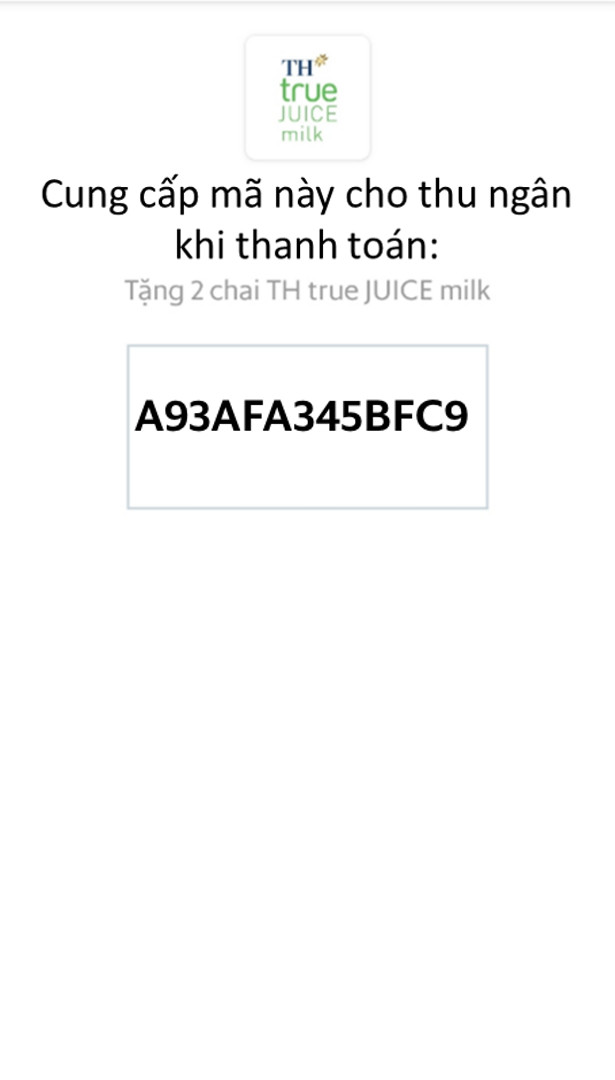 TH
true
JUICE
milk
Cung cấp mã này cho thu ngân
khi thanh toán:
Tặng 2 chai TH true JUICE milk
A93AFA345BFC9